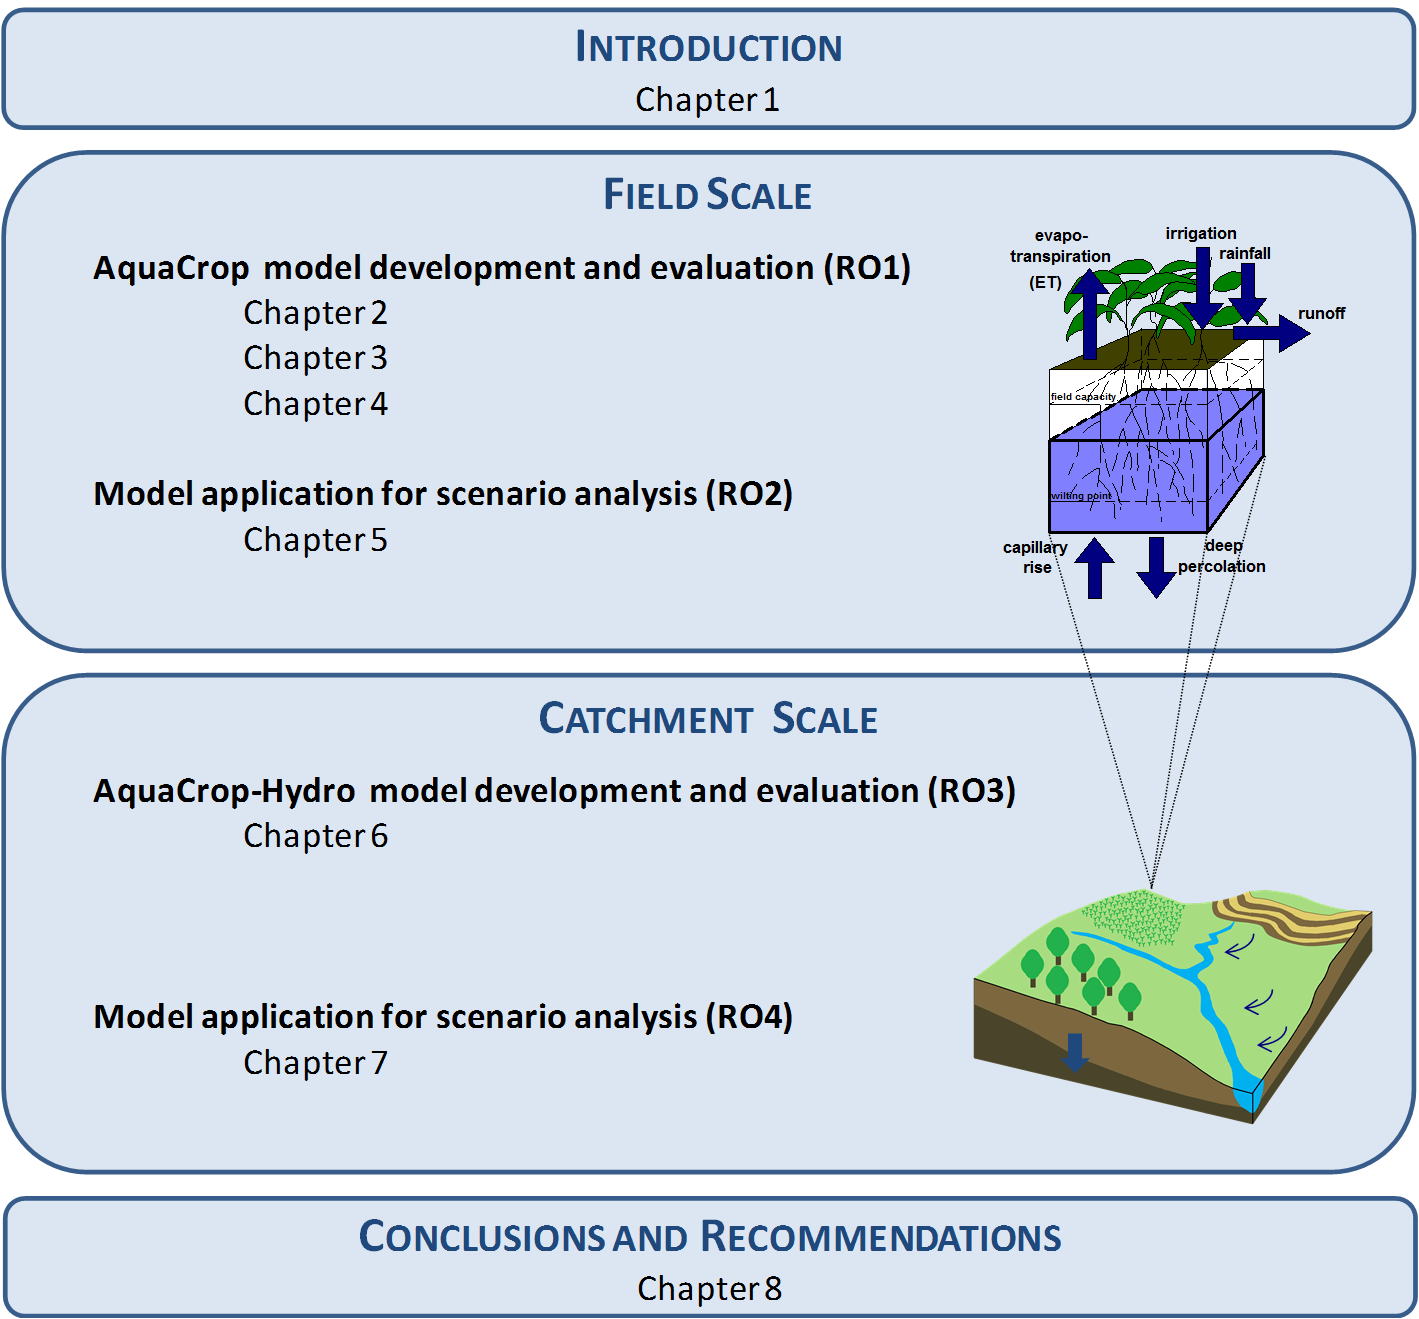 INTRODUCTION
Chapter 1
FIELD SCALE
AquaCrop model development and evaluation (RO1)
Chapter 2
Chapter 3
Chapter 4
Model application for scenario analysis (RO2)
Chapter 5
evapo-
transpiration
(ET)
irrigation
rainfall
runoff
field capacity
wilting point
capillary
rise
deep
percolation
CATCHMENT SCALE
AquaCrop-Hydro model development and evaluation (RO3)
Chapter 6
Model application for scenario analysis (RO4)
Chapter 7
CONCLUSIONS AND RECOMMENDATIONS
Chapter 8